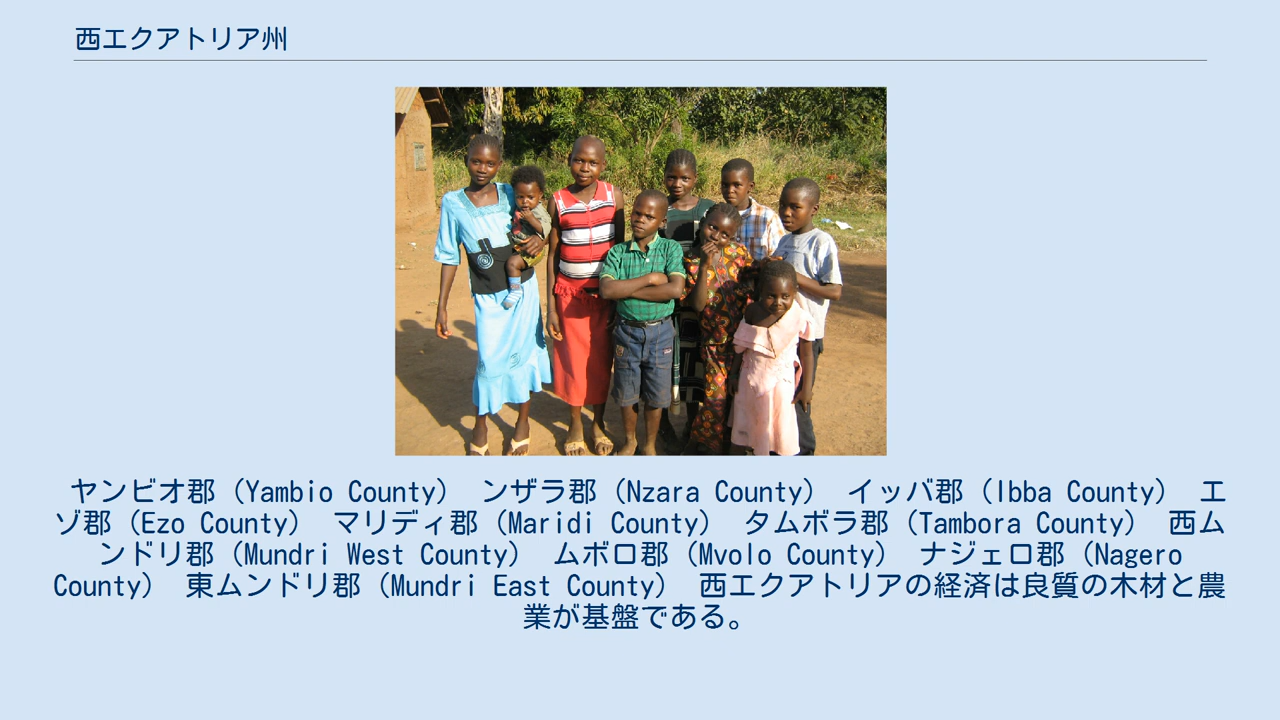 西エクアトリア州
ヤンビオ郡（Yambio County） ンザラ郡（Nzara County） イッバ郡（Ibba County） エ
ゾ郡（Ezo County） マリディ郡（Maridi County） タムボラ郡（Tambora County） 西ム
ンドリ郡（Mundri West County） ムボロ郡（Mvolo County） ナジェロ郡（Nagero
County） 東ムンドリ郡（Mundri East County） 西エクアトリアの経済は良質の木材と農
業が基盤である。